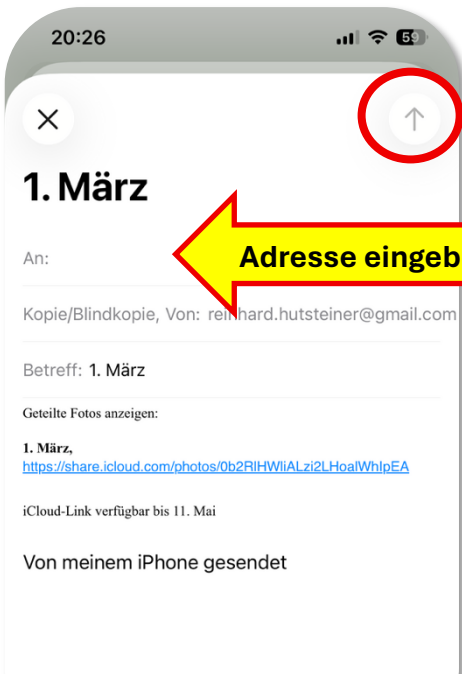 20:26
59
1. März
An:
Adresse eingeb
Kopie/Blindkopie, Von: reinhard.hutsteiner@gmail.com
Betreff: 1. März
Geteilte Fotos anzeigen:
1. März,
https://share.icloud.com/photos/0b2RlHWliALzi2LHoalWhIpEA
iCloud-Link verfügbar bis 11. Mai
Von meinem iPhone gesendet